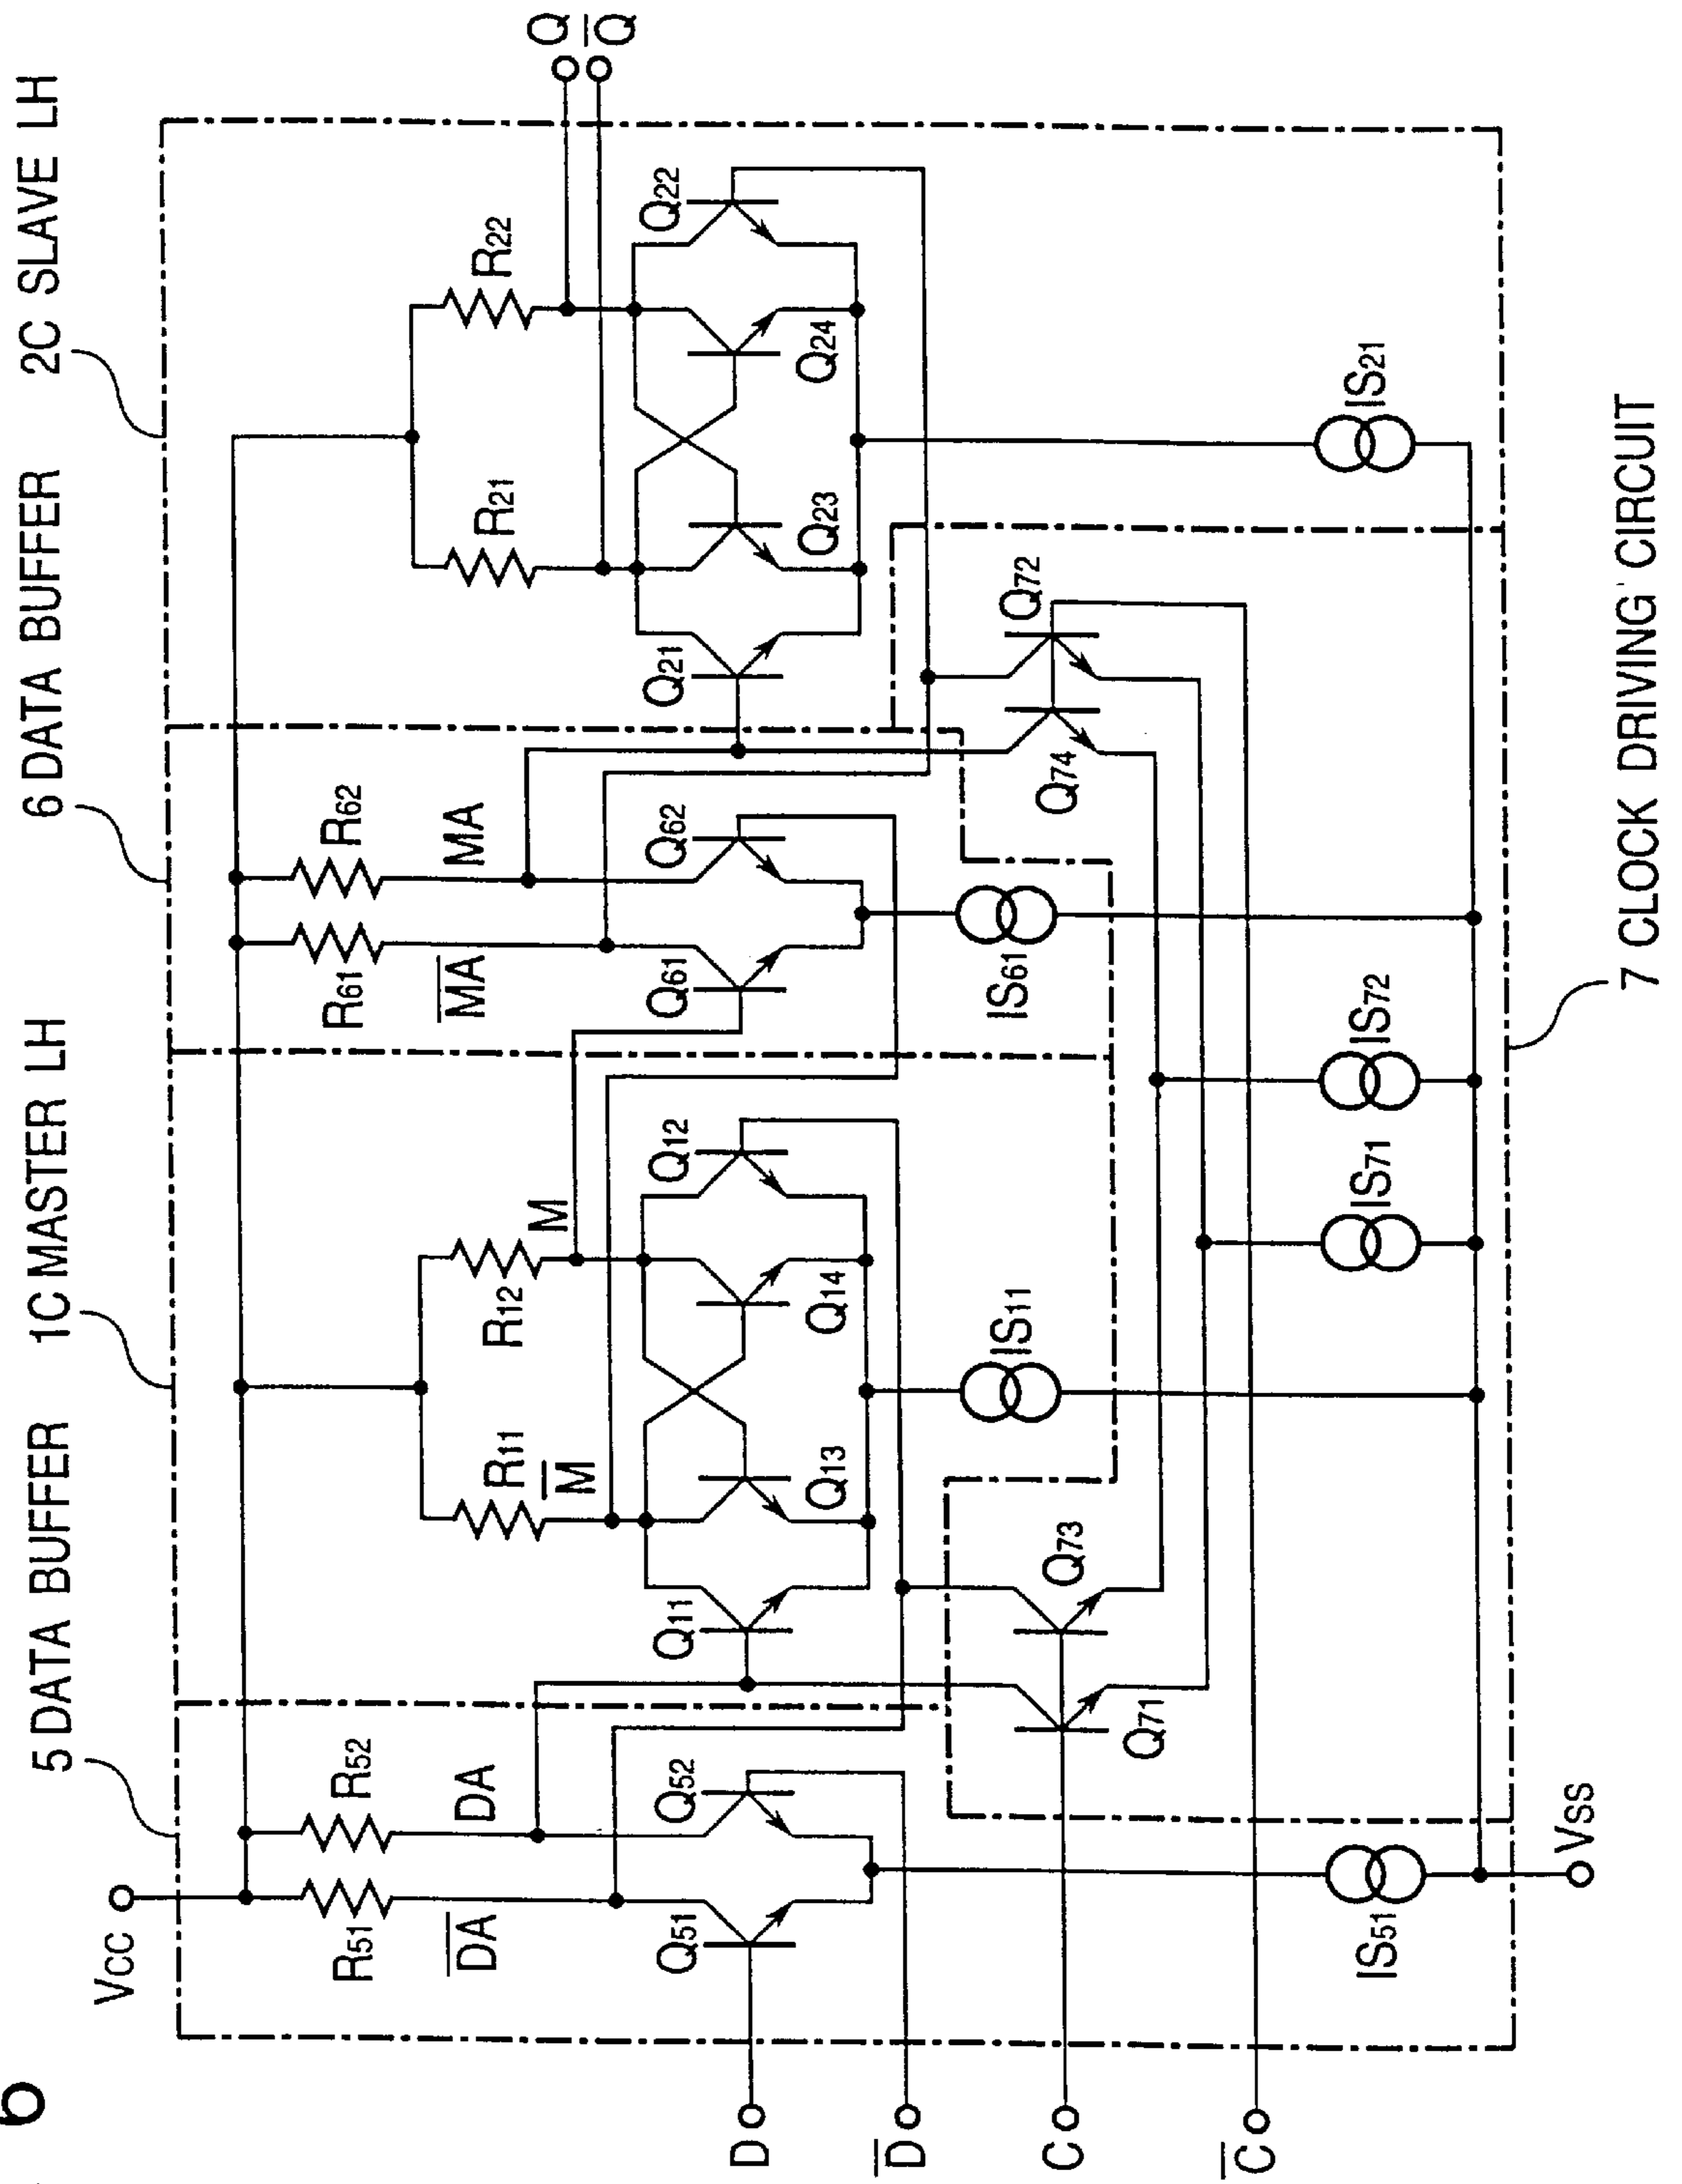 6
5 DATA BUFFER 1C MASTER LH 6 DATA BUFFER 2C SLAVE LH
VCC
R51 R52 R11 R12 R61 R62 R21 R22
D̅A̅ DA M̅ M M̅A̅ MA
Q
Q̅
Q51 Q52 Q11 Q12 Q61 Q62 Q21 Q22
Q13 Q14 Q23 Q24
D
D̅
Q73 Q72
Q71 Q74
IS11 IS61
C
C̅
IS51 IS71 IS72 IS21
VSS
7 CLOCK DRIVING CIRCUIT